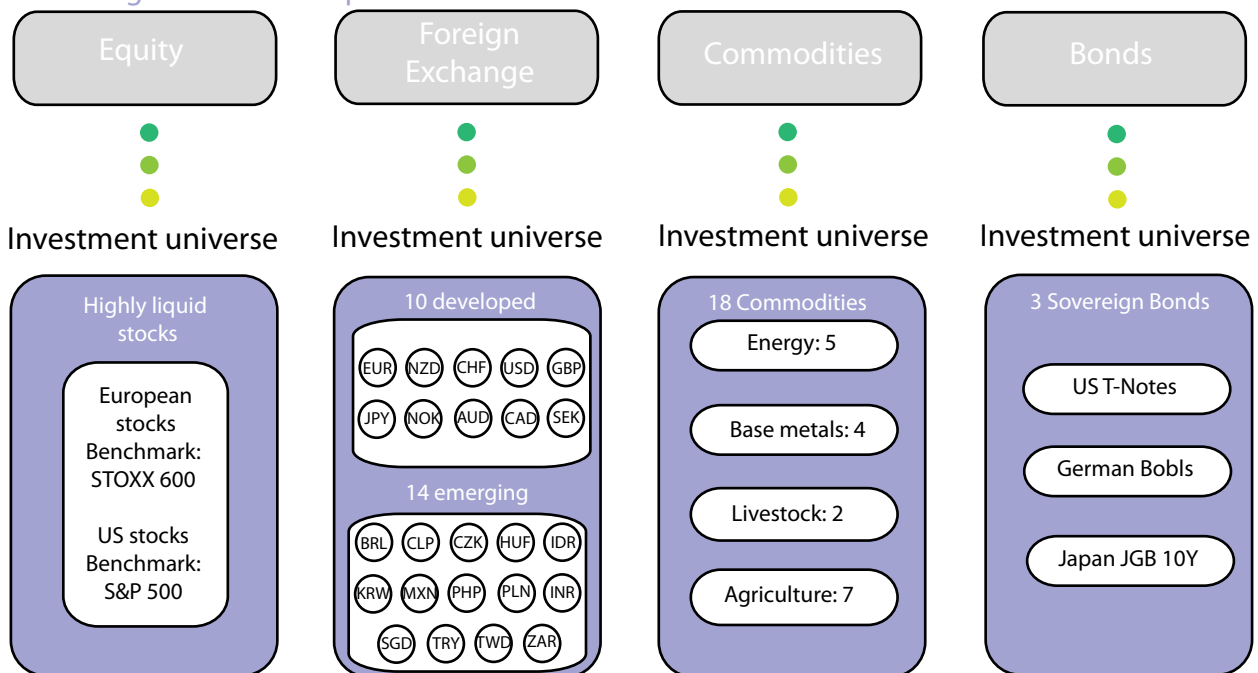 Equity
Foreign
Exchange
Commodities
Bonds
Investment universe
Investment universe
Investment universe
Investment universe
Highly liquid
stocks
European
stocks
Benchmark:
STOXX 600
US stocks
Benchmark:
S&P 500
10 developed
EUR NZD CHF USD GBP
JPY NOK AUD CAD SEK
14 emerging
BRL CLP CZK HUF IDR
KRW MXN PHP PLN INR
SGD TRY TWD ZAR
18 Commodities
Energy: 5
Base metals: 4
Livestock: 2
Agriculture: 7
3 Sovereign Bonds
US T-Notes
German Bobls
Japan JGB 10Y